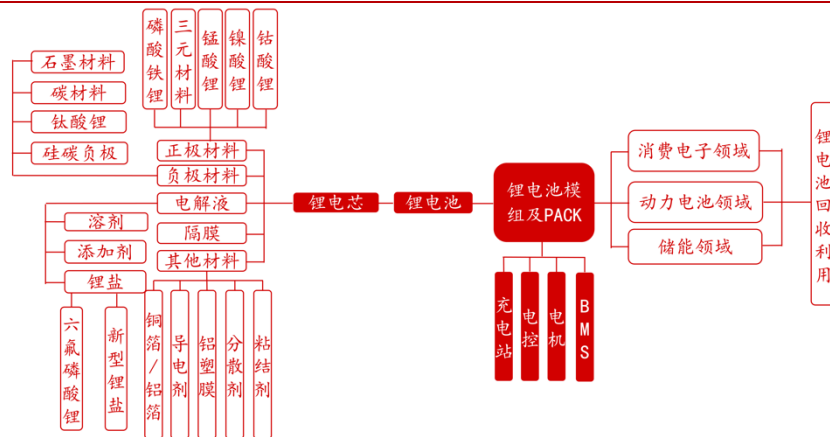 磷酸铁锂
三元材料
锰酸锂
镍酸锂
钴酸锂
石墨材料
碳材料
钛酸锂
硅碳负极
正极材料
负极材料
电解液
隔膜
其他材料
溶剂
添加剂
锂盐
六氟磷酸锂
新型锂盐
铜箔/铝箔
导电剂
铝塑膜
分散剂
粘结剂
锂电芯
锂电池
锂电池模
组及PACK
充电站
电控
电机
BMS
消费电子领域
动力电池领域
储能领域
锂电池回收利用